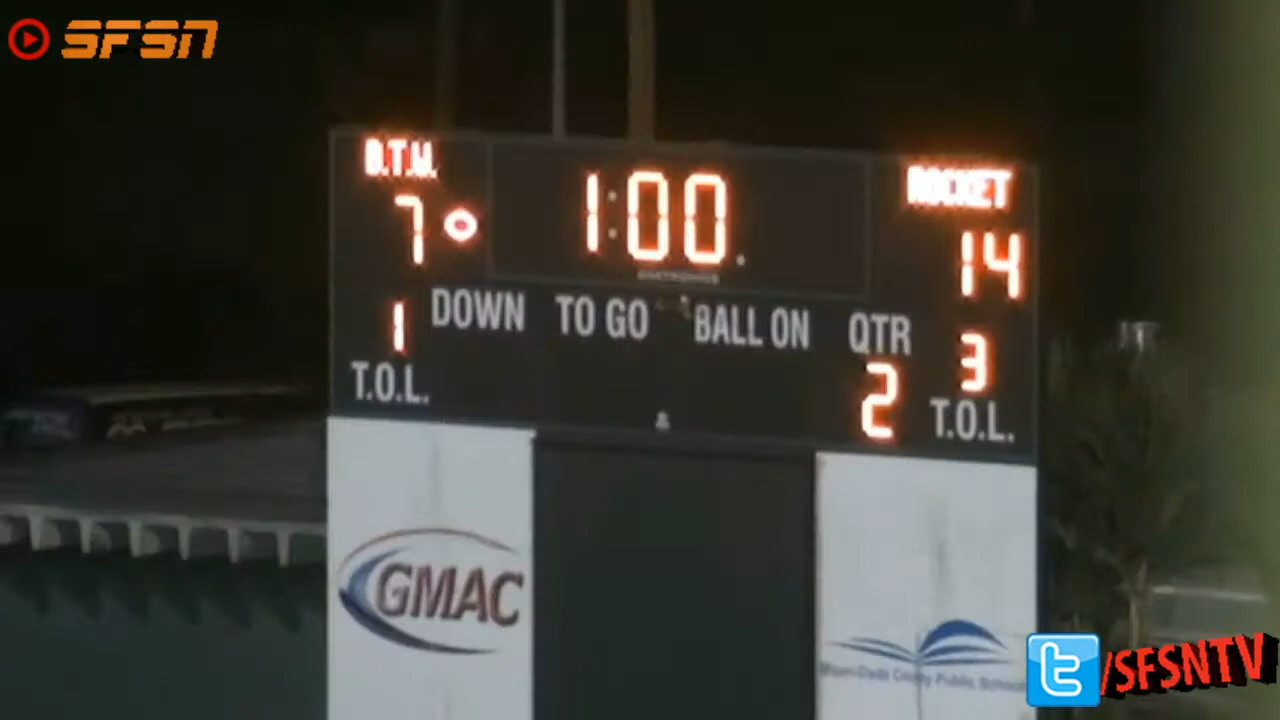 SFSN
B.T.W.
ROCKET
1:00
7
14
DOWN TO GO BALL ON QTR
1
3
2
T.O.L.
T.O.L.
GMAC
Miami-Dade County Public Schools
t/SFSNTV